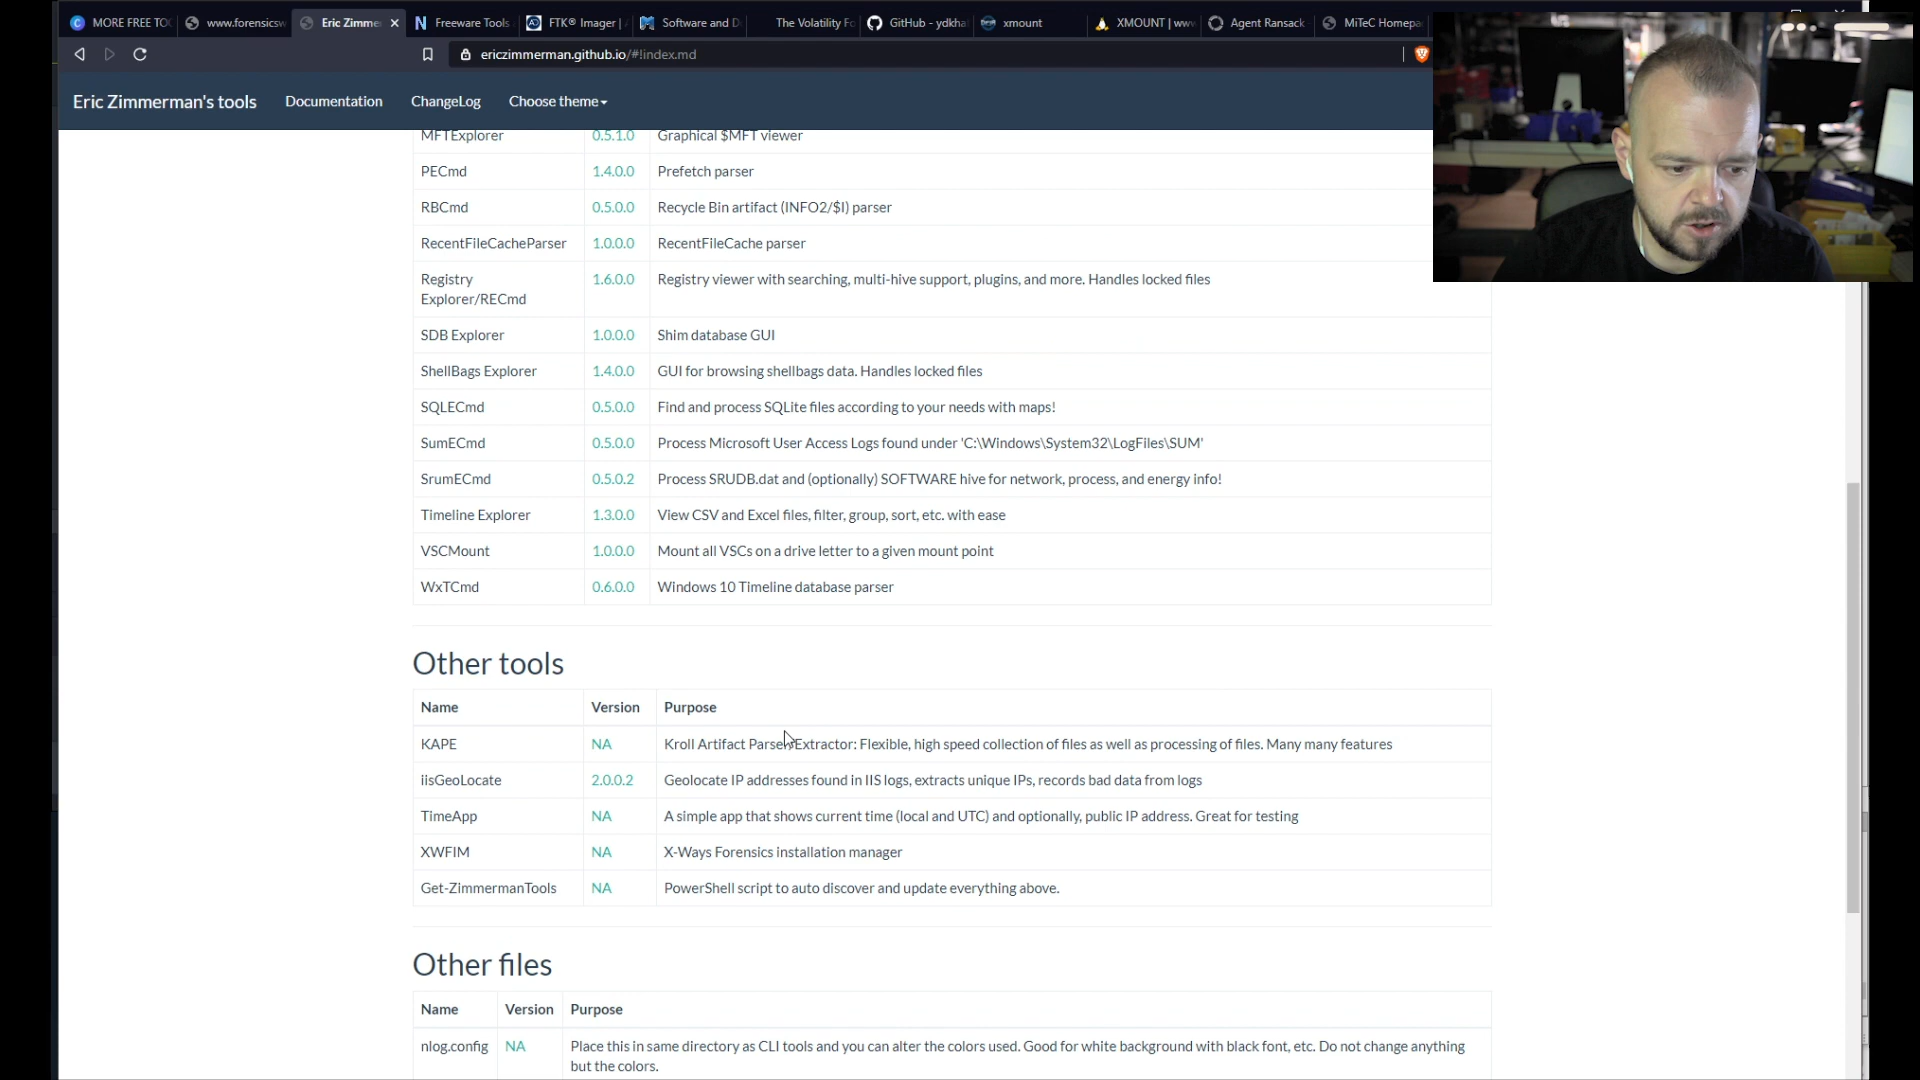 MORE FREE TO
www.forensicsw
Eric Zimme
Freeware Tools
FTK® Imager |
Software and D
The Volatility Fo
GitHub - ydkha
xmount
XMOUNT | ww
Agent Ransack
MiTeC Homepa
ericzimmerman.github.io/#!index.md
Eric Zimmerman's tools
Documentation
ChangeLog
Choose theme
MFTExplorer 0.5.1.0 Graphical $MFT viewer
PECmd 1.4.0.0 Prefetch parser
RBCmd 0.5.0.0 Recycle Bin artifact (INFO2/$I) parser
RecentFileCacheParser 1.0.0.0 RecentFileCache parser
Registry 1.6.0.0 Registry viewer with searching, multi-hive support, plugins, and more. Handles locked files
Explorer/RECmd
SDB Explorer 1.0.0.0 Shim database GUI
ShellBags Explorer 1.4.0.0 GUI for browsing shellbags data. Handles locked files
SQLECmd 0.5.0.0 Find and process SQLite files according to your needs with maps!
SumECmd 0.5.0.0 Process Microsoft User Access Logs found under 'C:\Windows\System32\LogFiles\SUM'
SrumECmd 0.5.0.2 Process SRUDB.dat and (optionally) SOFTWARE hive for network, process, and energy info!
Timeline Explorer 1.3.0.0 View CSV and Excel files, filter, group, sort, etc. with ease
VSCMount 1.0.0.0 Mount all VSCs on a drive letter to a given mount point
WxTCmd 0.6.0.0 Windows 10 Timeline database parser
Other tools
Name Version Purpose
KAPE NA Kroll Artifact Parser/Extractor: Flexible, high speed collection of files as well as processing of files. Many many features
iisGeoLocate 2.0.0.2 Geolocate IP addresses found in IIS logs, extracts unique IPs, records bad data from logs
TimeApp NA A simple app that shows current time (local and UTC) and optionally, public IP address. Great for testing
XWFIM NA X-Ways Forensics installation manager
Get-ZimmermanTools NA PowerShell script to auto discover and update everything above.
Other files
Name Version Purpose
nlog.config NA Place this in same directory as CLI tools and you can alter the colors used. Good for white background with black font, etc. Do not change anything
but the colors.